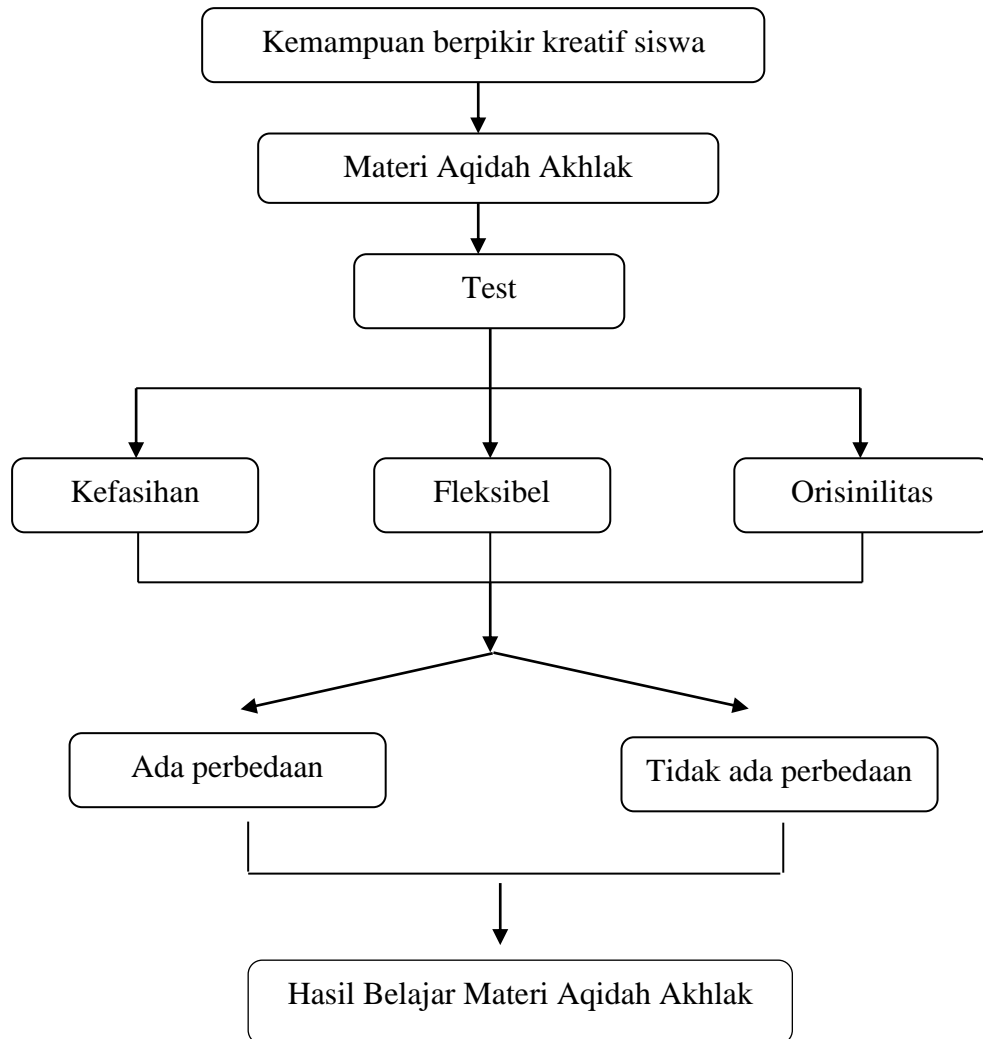 Kemampuan berpikir kreatif siswa
Materi Aqidah Akhlak
Test
Kefasihan
Fleksibel
Orisinilitas
Ada perbedaan
Tidak ada perbedaan
Hasil Belajar Materi Aqidah Akhlak